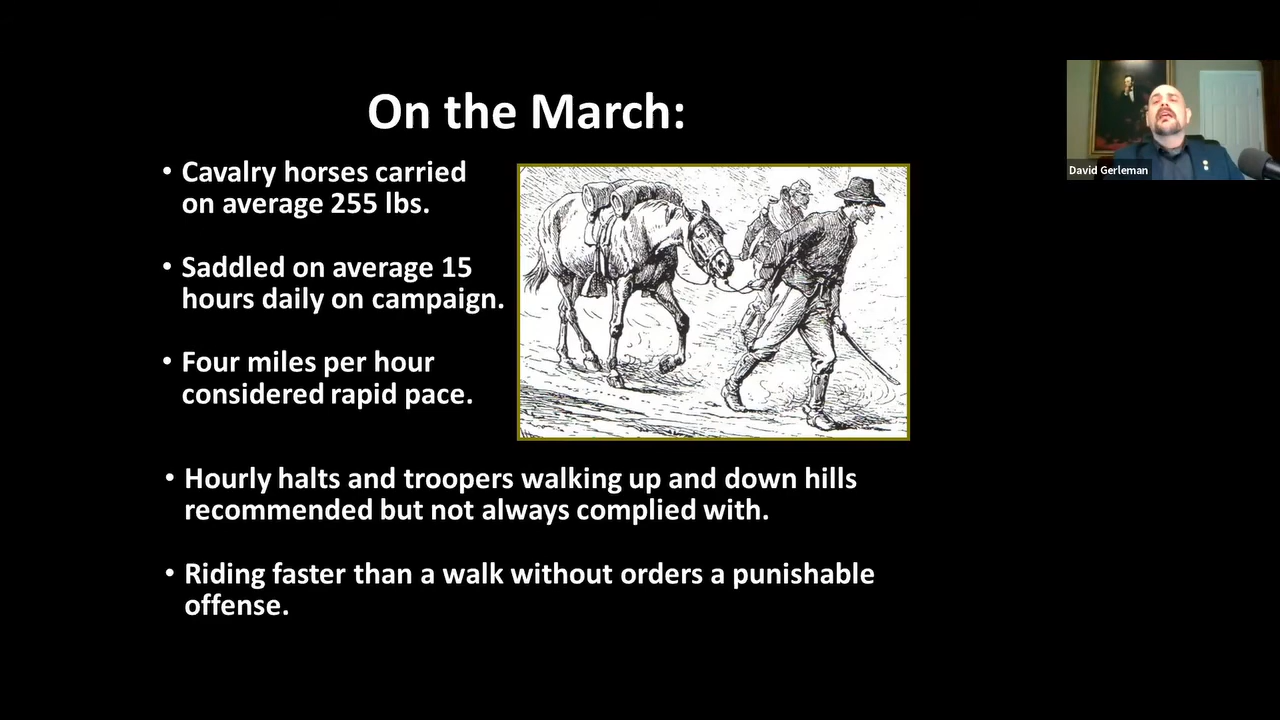 On the March:
• Cavalry horses carried
on average 255 lbs.
• Saddled on average 15
hours daily on campaign.
• Four miles per hour
considered rapid pace.
• Hourly halts and troopers walking up and down hills
recommended but not always complied with.
• Riding faster than a walk without orders a punishable
offense.
David Gerleman